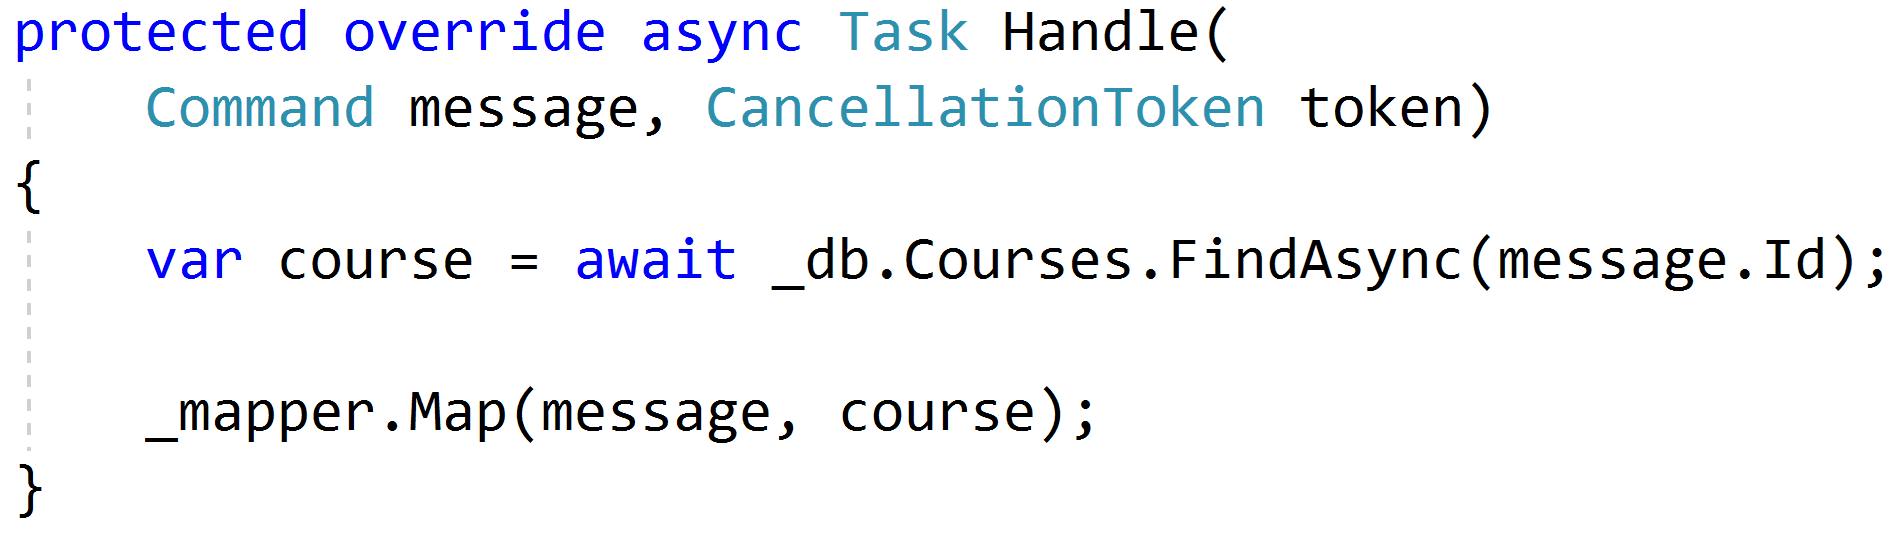 protected override async Task Handle(
    Command message, CancellationToken token)
{
    var course = await _db.Courses.FindAsync(message.Id);

    _mapper.Map(message, course);
}